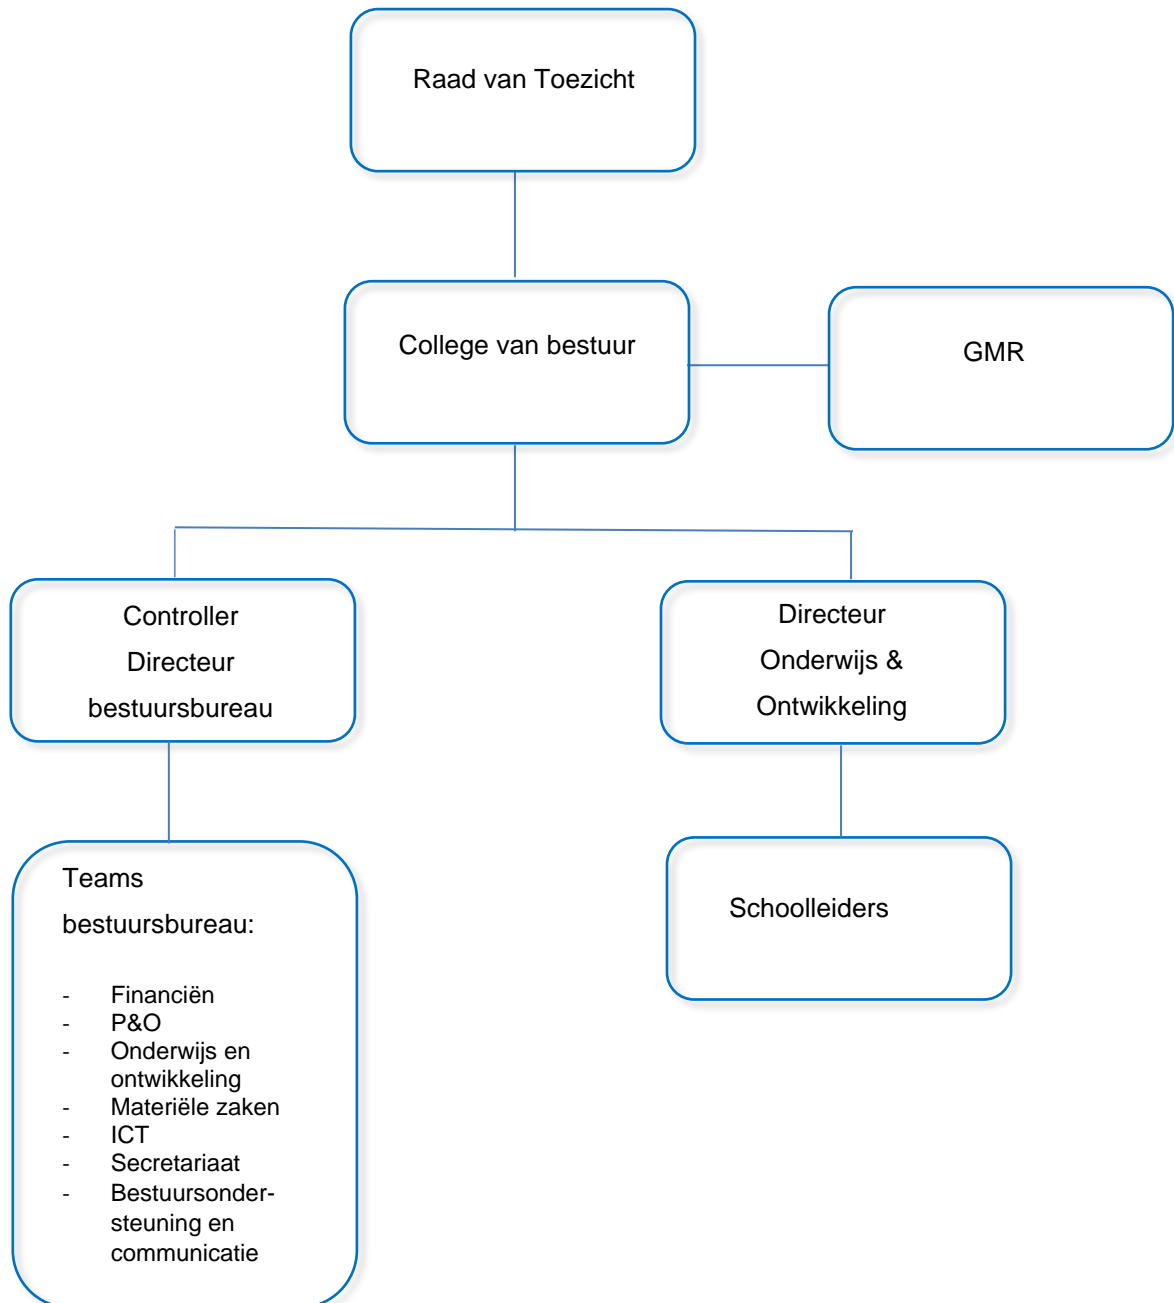 Raad van Toezicht
College van bestuur
GMR
Controller
Directeur
bestuursbureau
Directeur
Onderwijs &
Ontwikkeling
Teams
bestuursbureau:
- Financiën
- P&O
- Onderwijs en
ontwikkeling
- Materiële zaken
- ICT
- Secretariaat
- Bestuursonder-
steuning en
communicatie
Schoolleiders